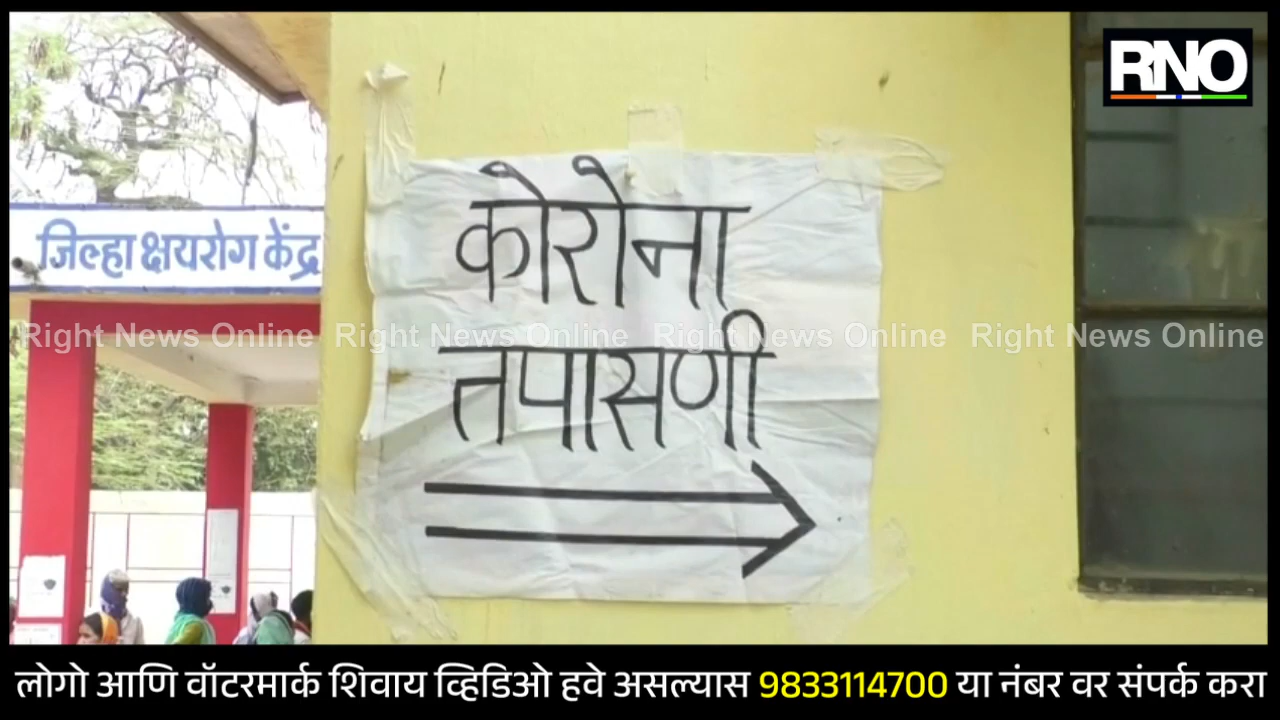 RNO
जिल्हा क्षयरोग केंद्र
कोरोना
तपासणी
Right News Online Right News Online Right News Online Right News Online
लोगो आणि वॉटरमार्क शिवाय व्हिडिओ हवे असल्यास 9833114700 या नंबर वर संपर्क करा